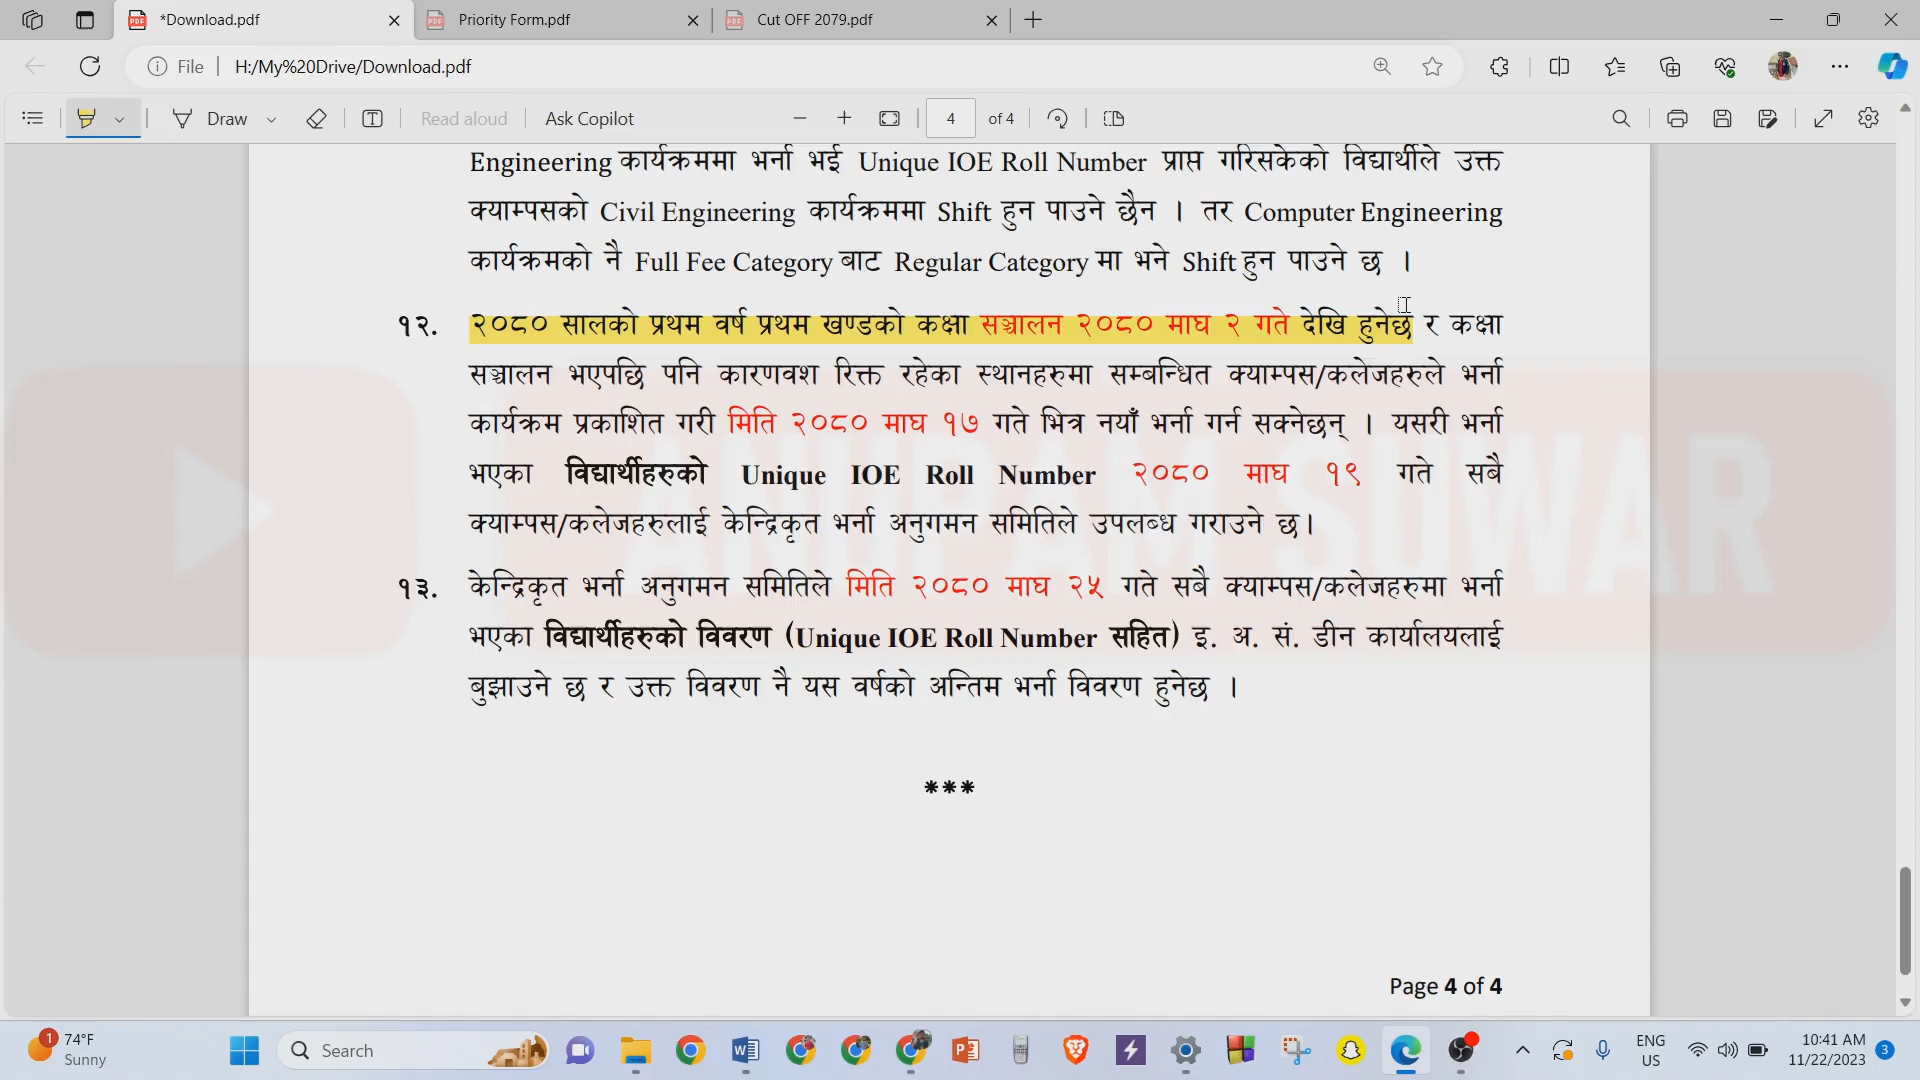 *Download.pdf
Priority Form.pdf
Cut OFF 2079.pdf
File
H:/My%20Drive/Download.pdf
Draw
Read aloud
Ask Copilot
4
of 4
Engineering कार्यक्रममा भर्ना भई Unique IOE Roll Number प्राप्त गरिसकेको विद्यार्थीले उक्त
क्याम्पसको Civil Engineering कार्यक्रममा Shift हुन पाउने छैन । तर Computer Engineering
कार्यक्रमको नै Full Fee Category बाट Regular Category मा भने Shift हुन पाउने छ ।
१२. २०८० सालको प्रथम वर्ष प्रथम खण्डको कक्षा सञ्चालन २०८० माघ २ गते देखि हुनेछ र कक्षा
सञ्चालन भएपछि पनि कारणवश रिक्त रहेका स्थानहरुमा सम्बन्धित क्याम्पस/कलेजहरुले भर्ना
कार्यक्रम प्रकाशित गरी मिति २०८० माघ १७ गते भित्र नयाँ भर्ना गर्न सक्नेछन् । यसरी भर्ना
भएका विद्यार्थीहरुको Unique IOE Roll Number २०८० माघ १९ गते सबै
क्याम्पस/कलेजहरुलाई केन्द्रिकृत भर्ना अनुगमन समितिले उपलब्ध गराउने छ।
१३. केन्द्रिकृत भर्ना अनुगमन समितिले मिति २०८० माघ २५ गते सबै क्याम्पस/कलेजहरुमा भर्ना
भएका विद्यार्थीहरुको विवरण (Unique IOE Roll Number सहित) इ. अ. सं. डीन कार्यालयलाई
बुझाउने छ र उक्त विवरण नै यस वर्षको अन्तिम भर्ना विवरण हुनेछ ।
ANUPAM SUWAR
***
Page 4 of 4
1
74°F
Sunny
Search
ENG
US
10:41 AM
11/22/2023
3